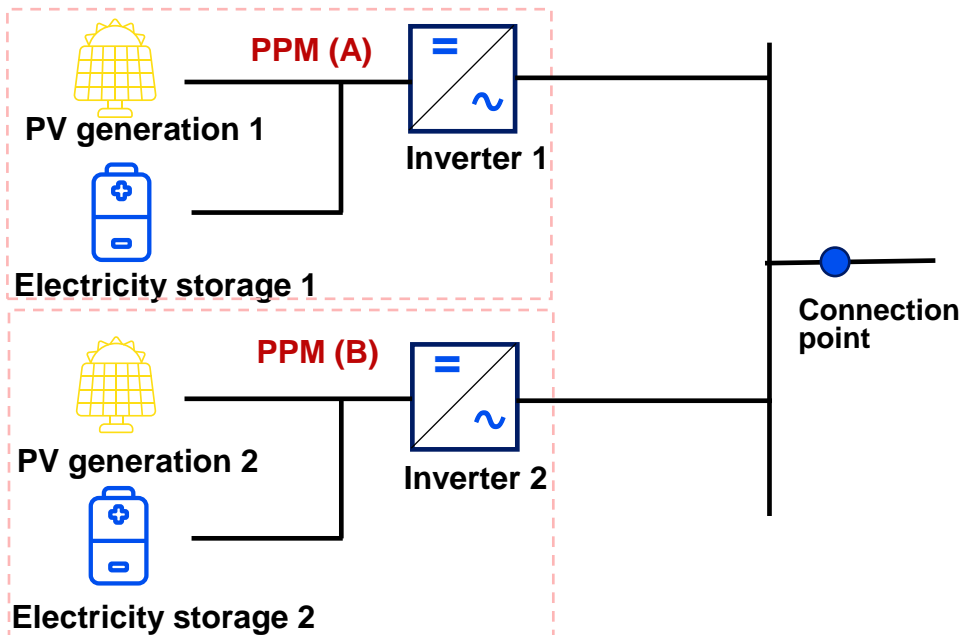 PPM (A)
PV generation 1
Inverter 1
Electricity storage 1
Connection
point
PPM (B)
PV generation 2
Inverter 2
Electricity storage 2